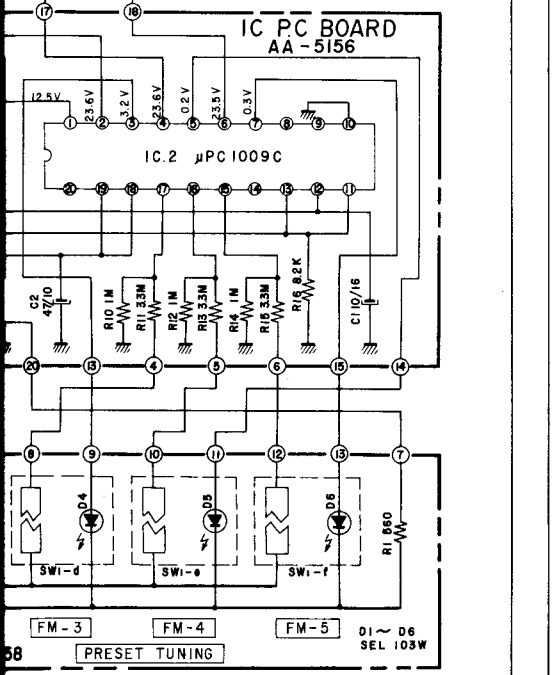 17 18
IC P.C BOARD
AA-5156
12.5V 23.6V 3.2V 23.6V 0.2V 23.5V 0.3V
1 2 3 4 5 6 7 8 9 10
IC.2 μPC1009C
20 19 18 17 16 15 14 13 12 11
C2 47/10
R10 1M
R11 3.3M
R12 1M
R13 3.3M
R14 1M
R15 3.3M
R16 8.2K
C1 10/16
20 13 4 5 6 15 14
8 9 10 11 12 13 7
D4 D5 D6 R1 560
SW1-d SW1-e SW1-f
FM-3 FM-4 FM-5
D1～D6
SEL 103W
58 PRESET TUNING